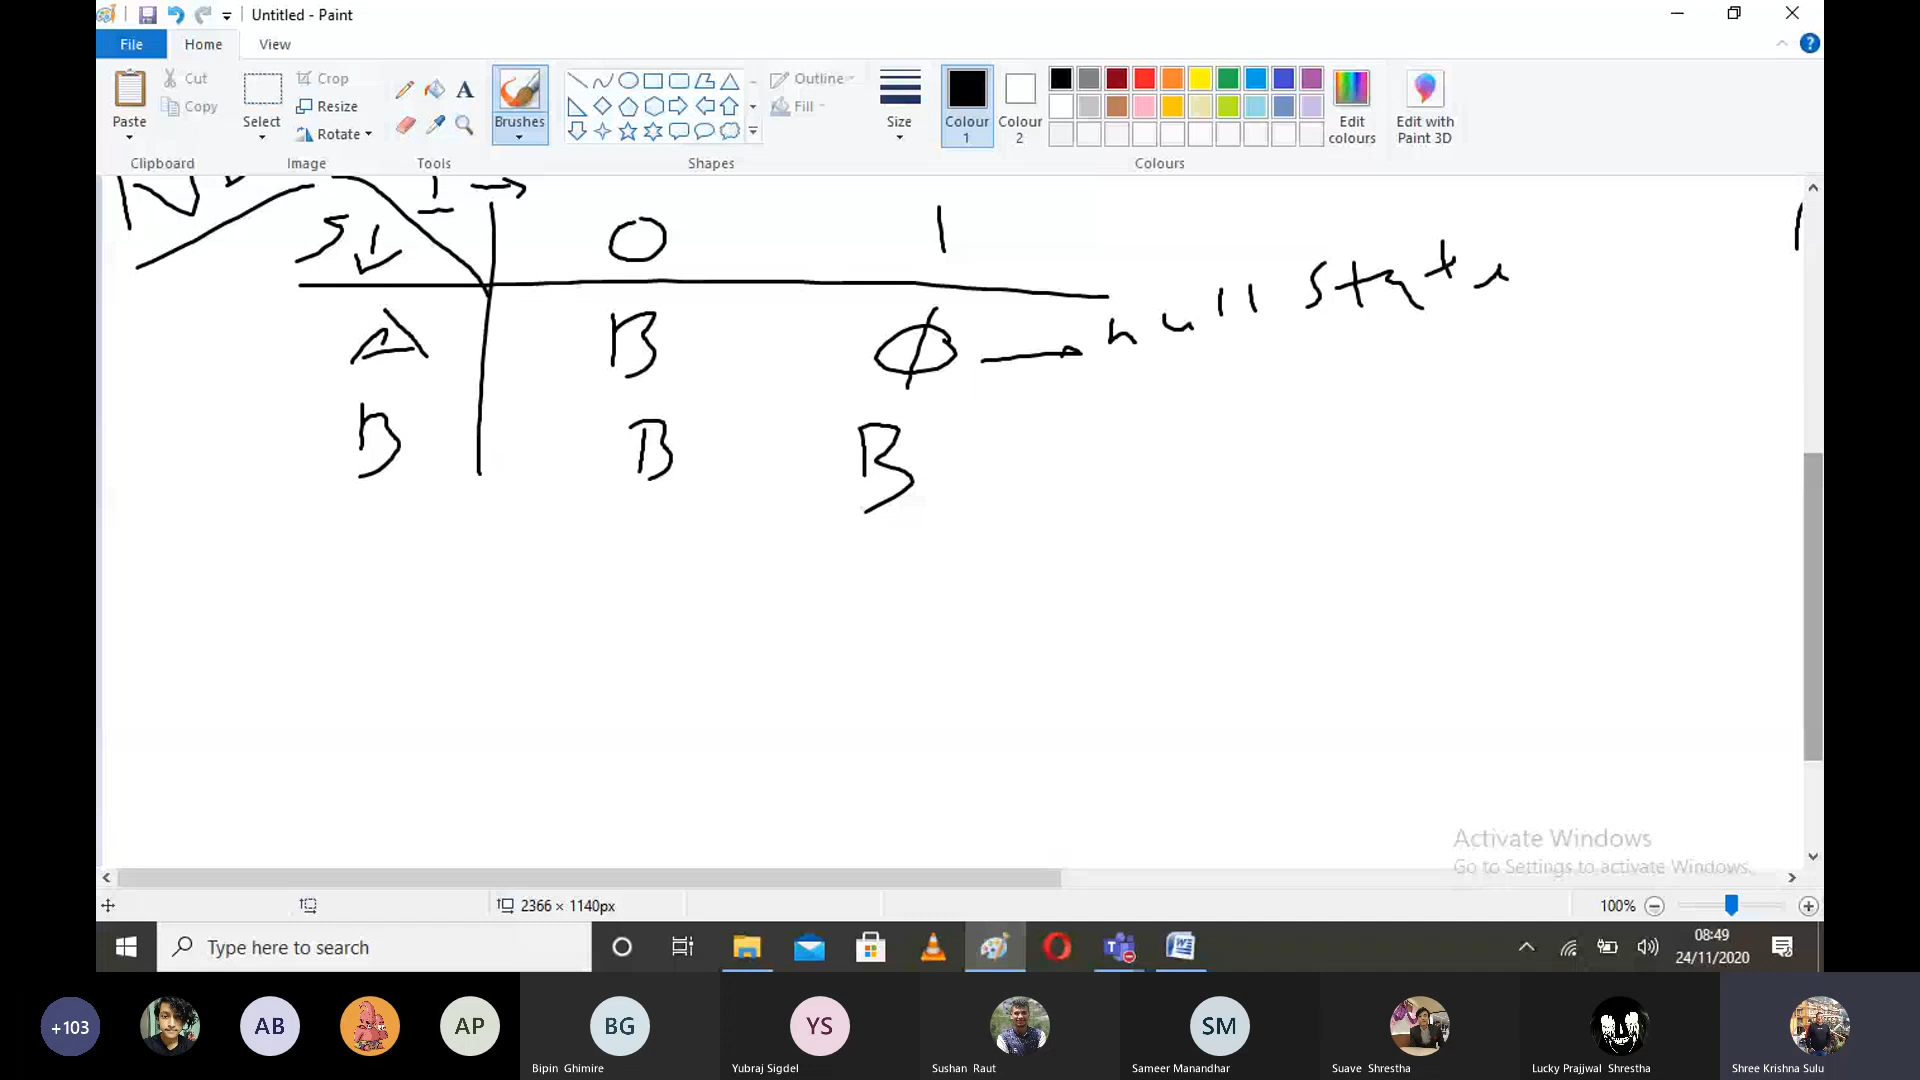 Untitled - Paint
File Home View
Paste Cut Copy Select Crop Resize Rotate Brushes Outline Fill Size Colour 1 Colour 2 Edit colours Edit with Paint 3D
Clipboard Image Tools Shapes Colours
I →
S ↓ 0 1
A B ϕ → null state
B B B
Activate Windows
Go to Settings to activate Windows.
2366 × 1140px 100%
Type here to search
08:49
24/11/2020
+103 AB AP BG YS SM
Bipin Ghimire Yubraj Sigdel Sushan Raut Sameer Manandhar Suave Shrestha Lucky Prajjwal Shrestha Shree Krishna Sulu